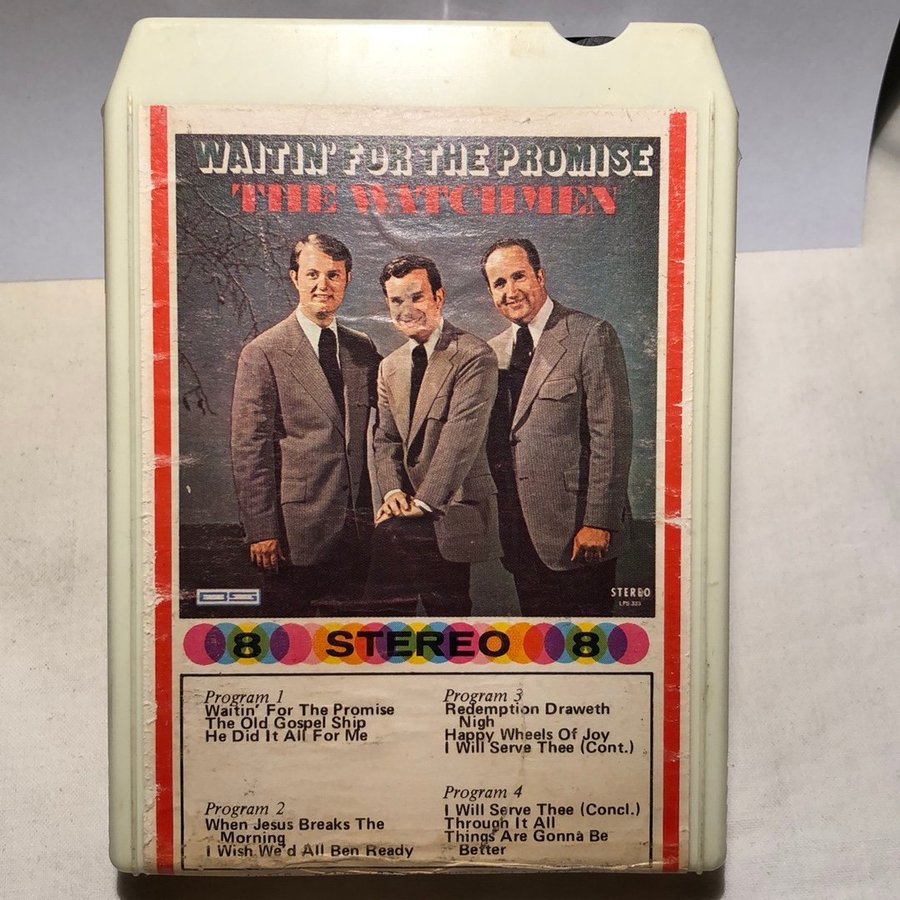 WAITIN' FOR THE PROMISE
THE WATCHMEN
BS
STEREO
LPS 333
8 STEREO 8
Program 1
Waitin' For The Promise
The Old Gospel Ship
He Did It All For Me
Program 2
When Jesus Breaks The
Morning
I Wish We'd All Ben Ready
Program 3
Redemption Draweth
Nigh
Happy Wheels Of Joy
I Will Serve Thee (Cont.)
Program 4
I Will Serve Thee (Concl.)
Through It All
Things Are Gonna Be
Better